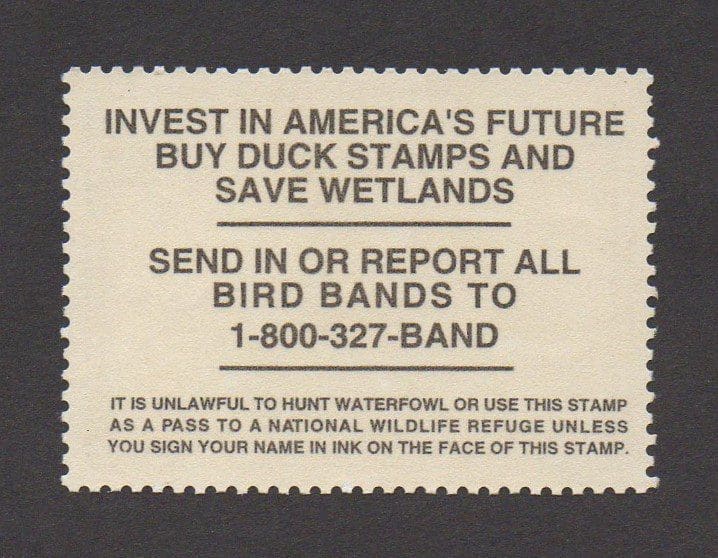 INVEST IN AMERICA'S FUTURE
BUY DUCK STAMPS AND
SAVE WETLANDS
SEND IN OR REPORT ALL
BIRD BANDS TO
1-800-327-BAND
IT IS UNLAWFUL TO HUNT WATERFOWL OR USE THIS STAMP
AS A PASS TO A NATIONAL WILDLIFE REFUGE UNLESS
YOU SIGN YOUR NAME IN INK ON THE FACE OF THIS STAMP.